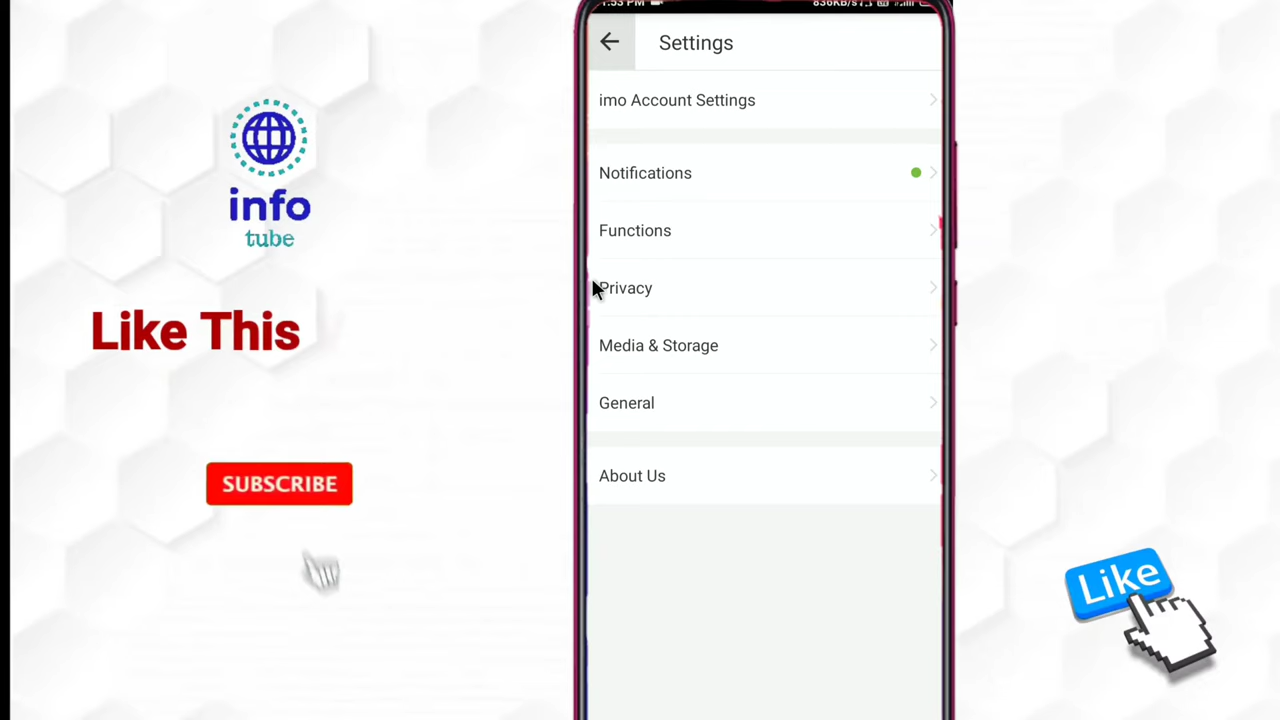 1:53 PM
836KB/s
Settings
imo Account Settings
Notifications
Functions
Privacy
Media & Storage
General
About Us
info
tube
Like This
SUBSCRIBE
Like